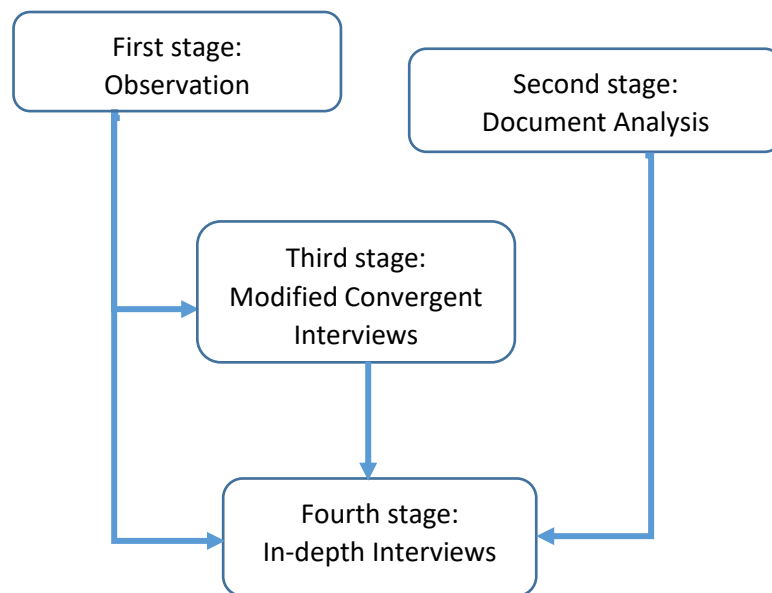 First stage:
Observation
Second stage:
Document Analysis
Third stage:
Modified Convergent
Interviews
Fourth stage:
In-depth Interviews